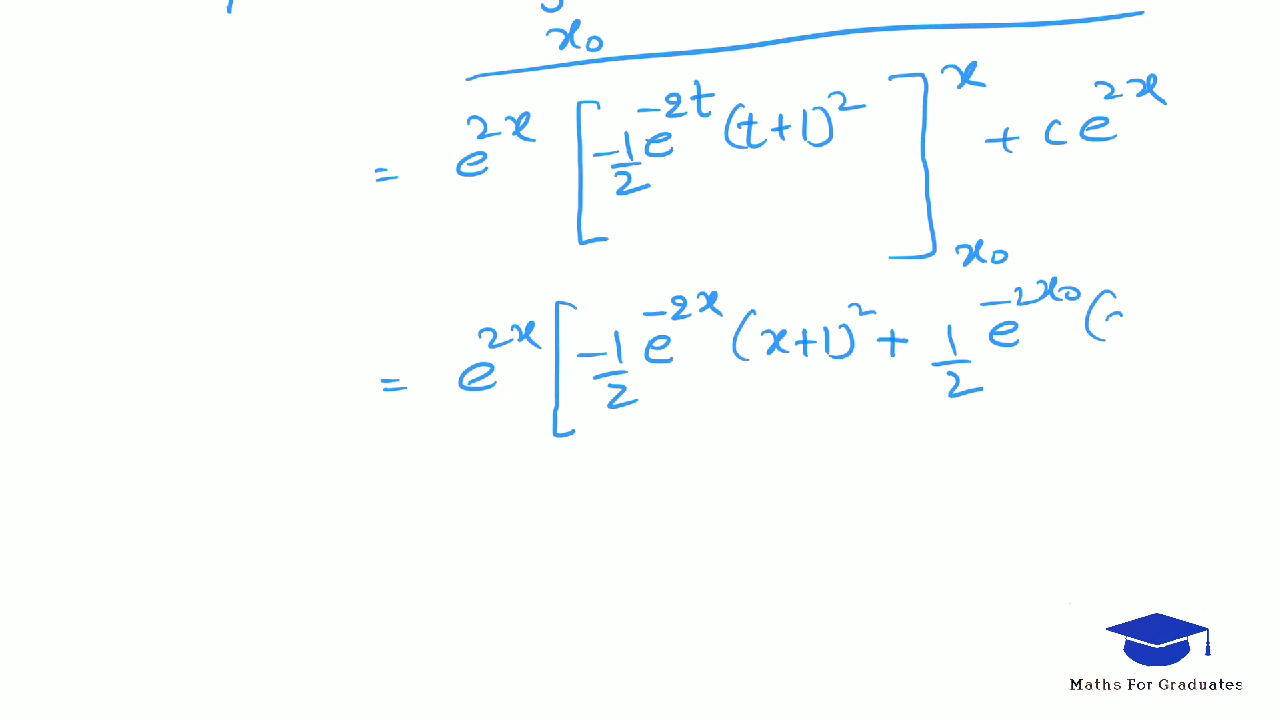 x₀
= e^{2x} [ -1/2 e^{-2t} (t+1)² ]_{x₀}^{x} + c e^{2x}
= e^{2x} [ -1/2 e^{-2x} (x+1)² + 1/2 e^{-2x₀} (
Maths For Graduates